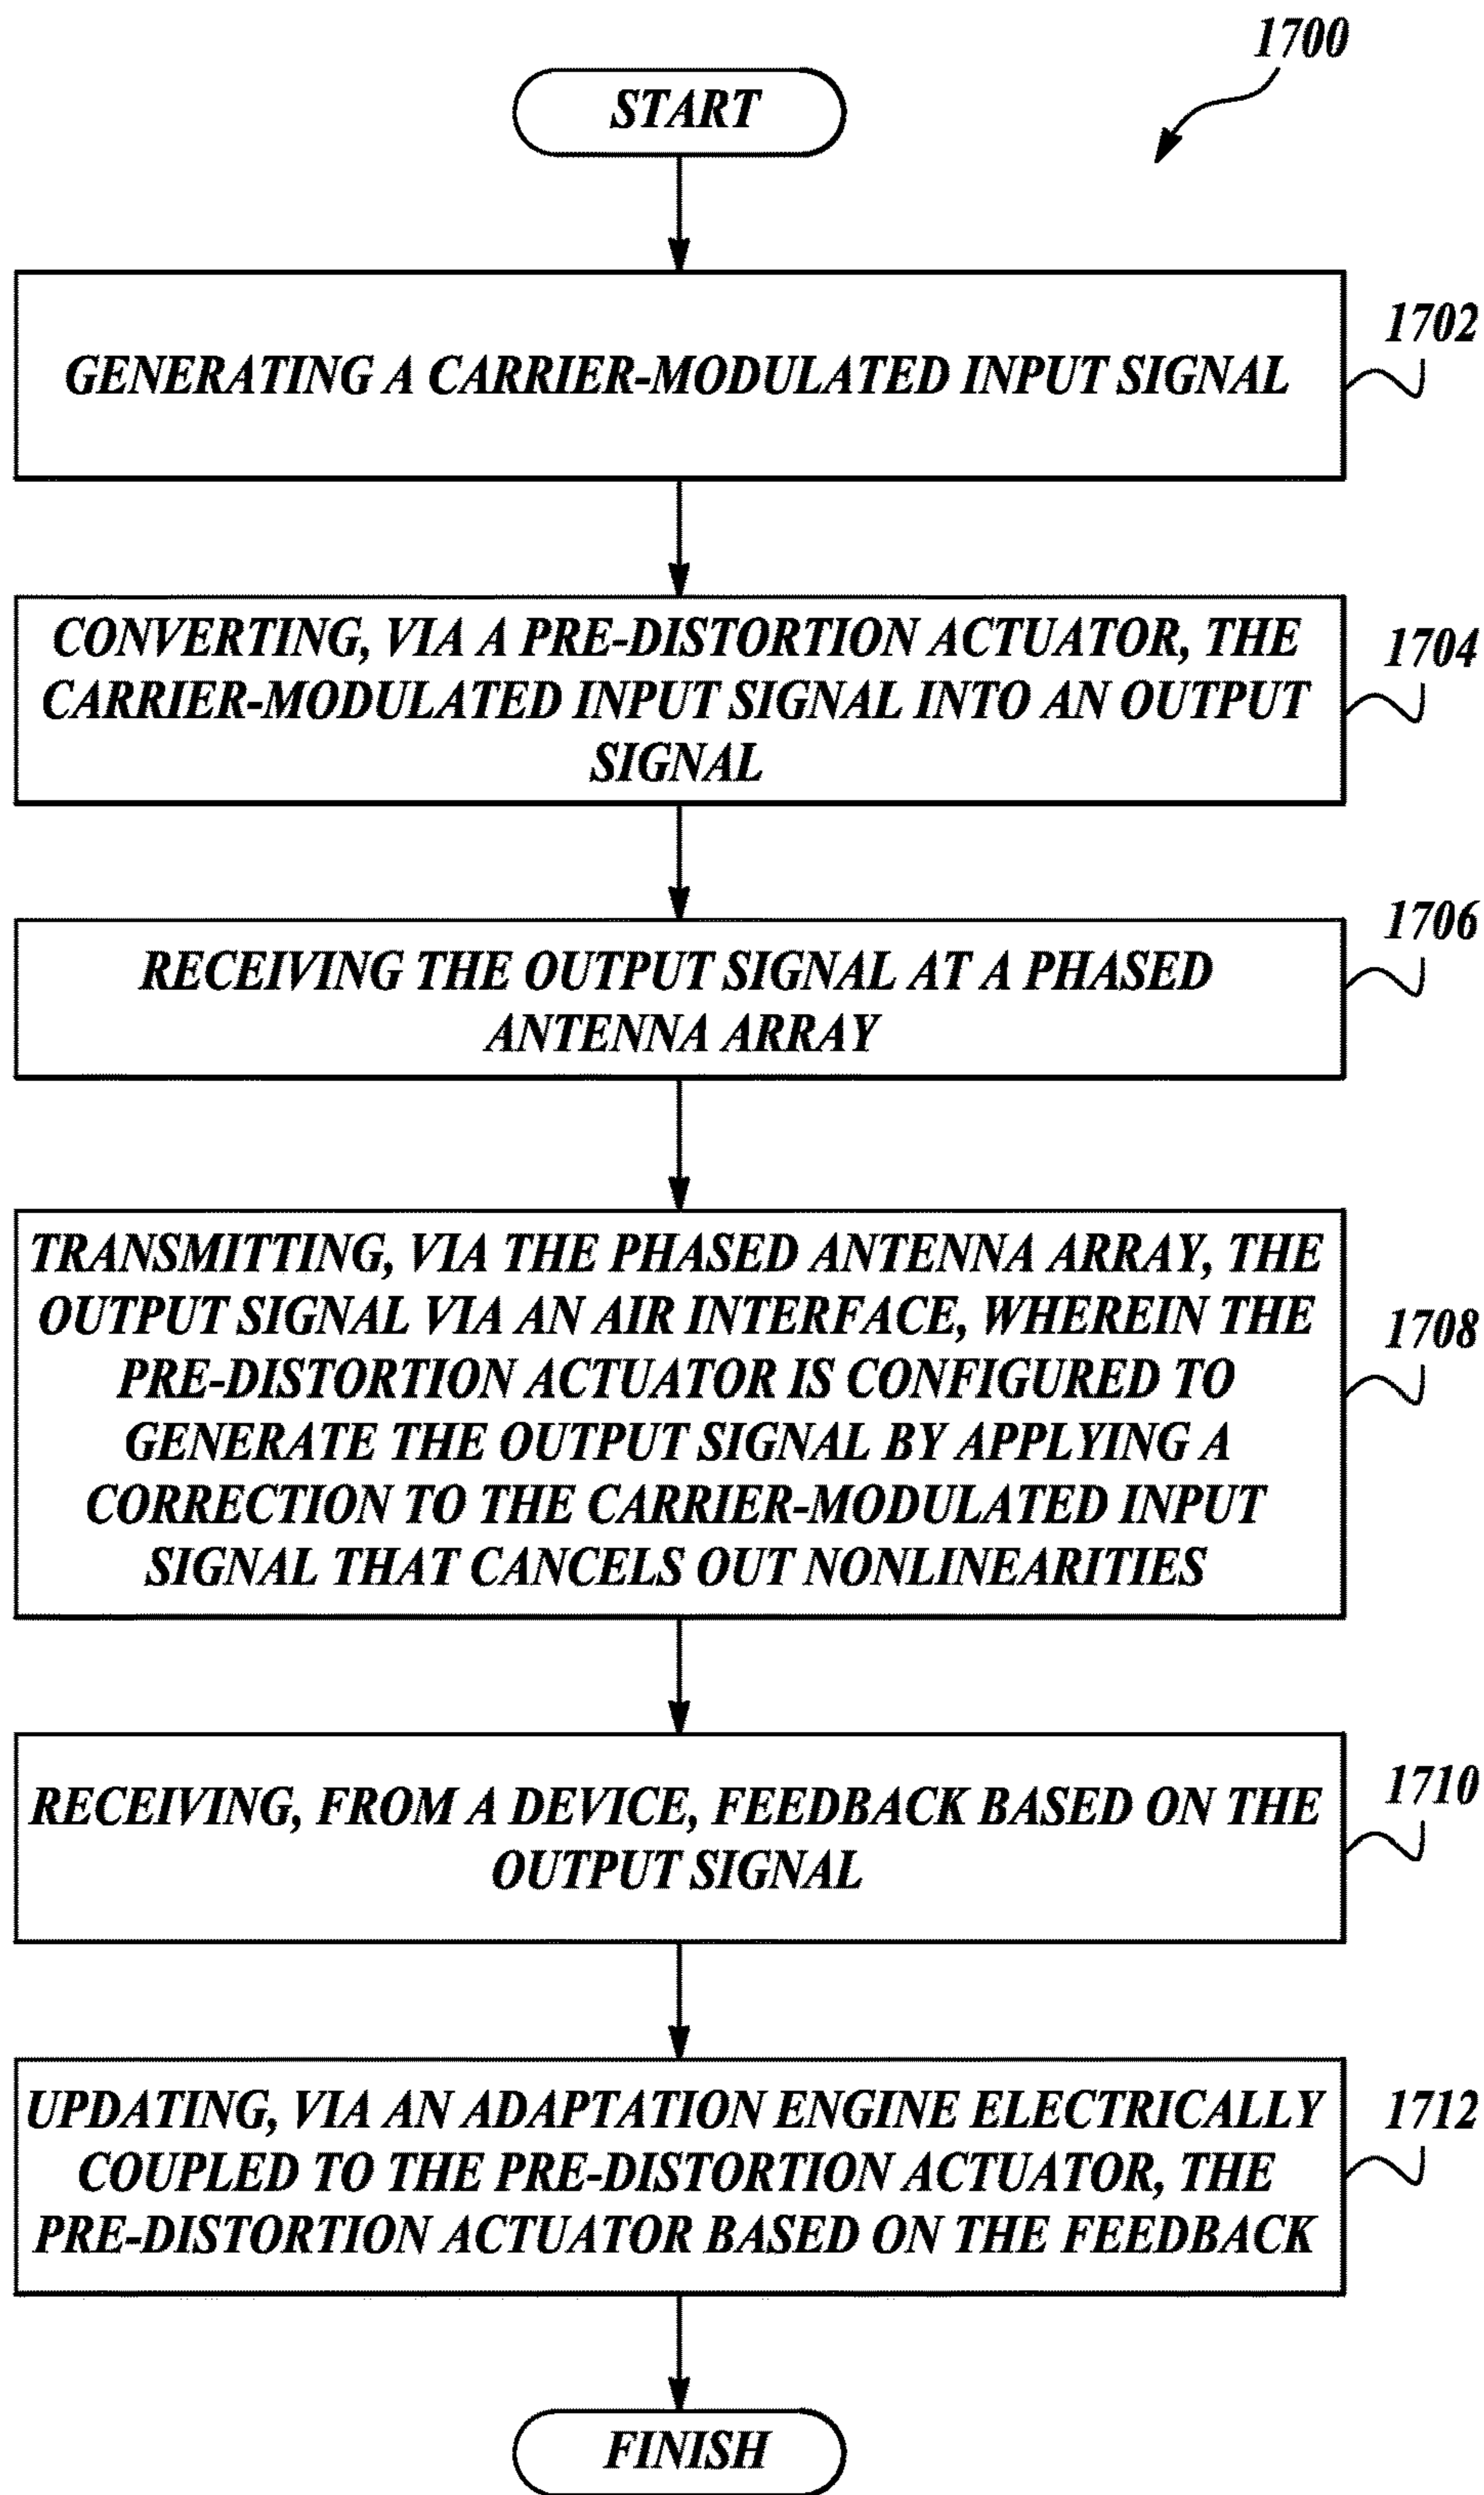 1700
START
GENERATING A CARRIER-MODULATED INPUT SIGNAL
1702
CONVERTING, VIA A PRE-DISTORTION ACTUATOR, THE
CARRIER-MODULATED INPUT SIGNAL INTO AN OUTPUT
SIGNAL
1704
RECEIVING THE OUTPUT SIGNAL AT A PHASED
ANTENNA ARRAY
1706
TRANSMITTING, VIA THE PHASED ANTENNA ARRAY, THE
OUTPUT SIGNAL VIA AN AIR INTERFACE, WHEREIN THE
PRE-DISTORTION ACTUATOR IS CONFIGURED TO
GENERATE THE OUTPUT SIGNAL BY APPLYING A
CORRECTION TO THE CARRIER-MODULATED INPUT
SIGNAL THAT CANCELS OUT NONLINEARITIES
1708
RECEIVING, FROM A DEVICE, FEEDBACK BASED ON THE
OUTPUT SIGNAL
1710
UPDATING, VIA AN ADAPTATION ENGINE ELECTRICALLY
COUPLED TO THE PRE-DISTORTION ACTUATOR, THE
PRE-DISTORTION ACTUATOR BASED ON THE FEEDBACK
1712
FINISH